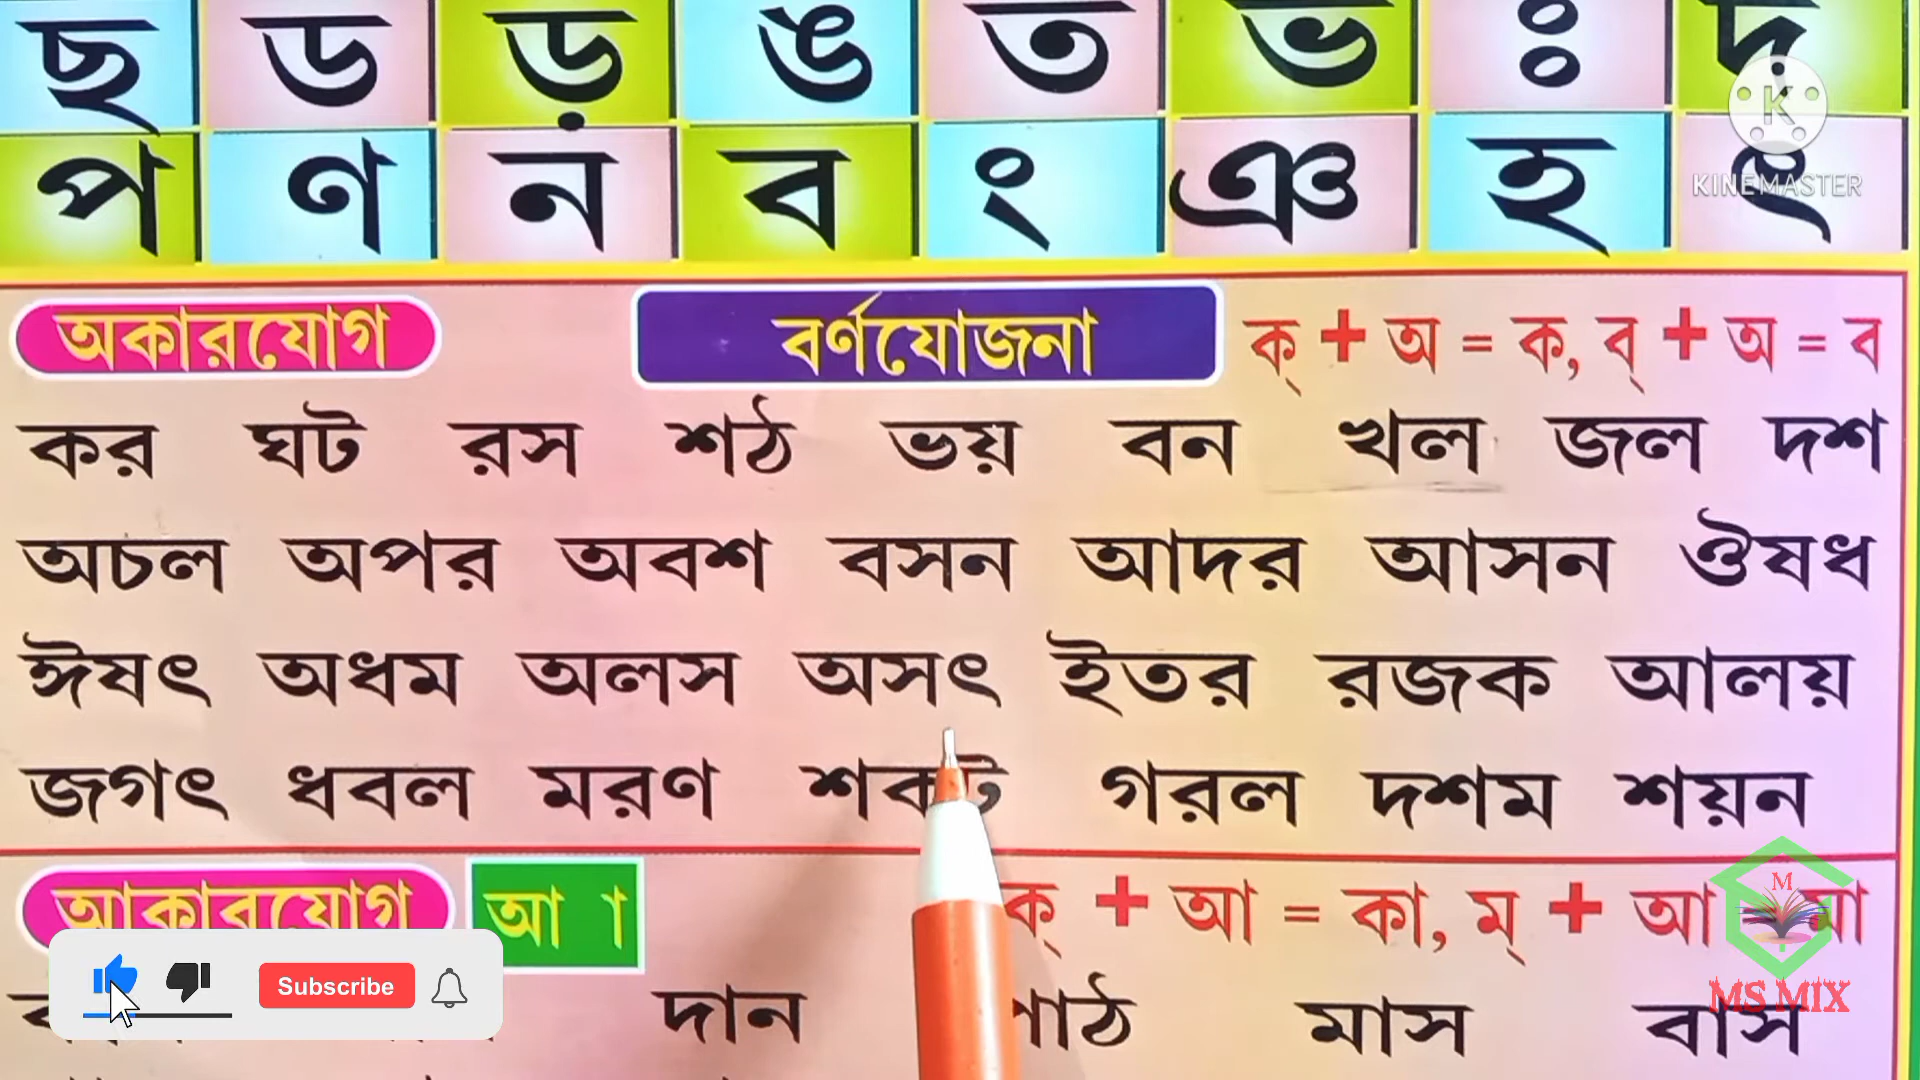 ছ ড ড় ঙ ত ভ ঃ
প ণ ন ব ং ঞ হ ৎ
KINEMASTER
অকারযোগ বর্ণযোজনা ক্ + অ = ক, ব্ + অ = ব
কর ঘট রস শঠ ভয় বন খল জল দশ
অচল অপর অবশ বসন আদর আসন ঔষধ
ঈষৎ অধম অলস অসৎ ইতর রজক আলয়
জগৎ ধবল মরণ শকট গরল দশম শয়ন
আকারযোগ আ া ক্ + আ = কা, ম্ + আ = মা
দান মাস বাস
Subscribe
M
MS MIX